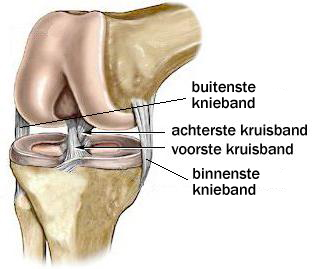 buitenste
knieband
achterste kruisband
voorste kruisband
binnenste
knieband